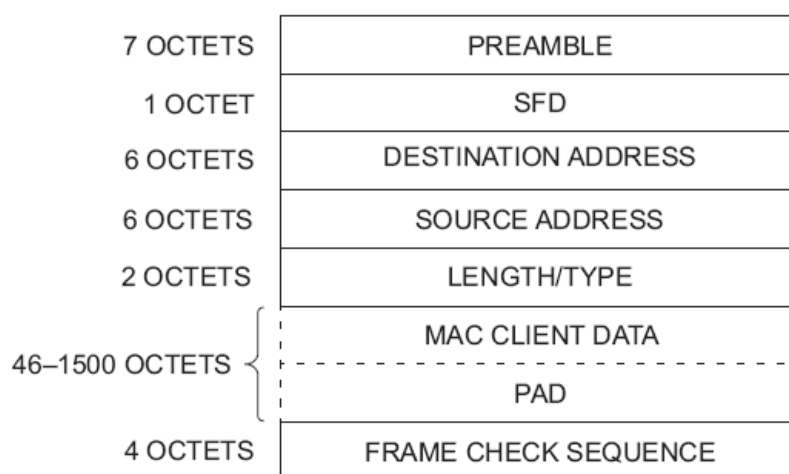 7 OCTETS PREAMBLE
1 OCTET SFD
6 OCTETS DESTINATION ADDRESS
6 OCTETS SOURCE ADDRESS
2 OCTETS LENGTH/TYPE
MAC CLIENT DATA
46–1500 OCTETS
PAD
4 OCTETS FRAME CHECK SEQUENCE